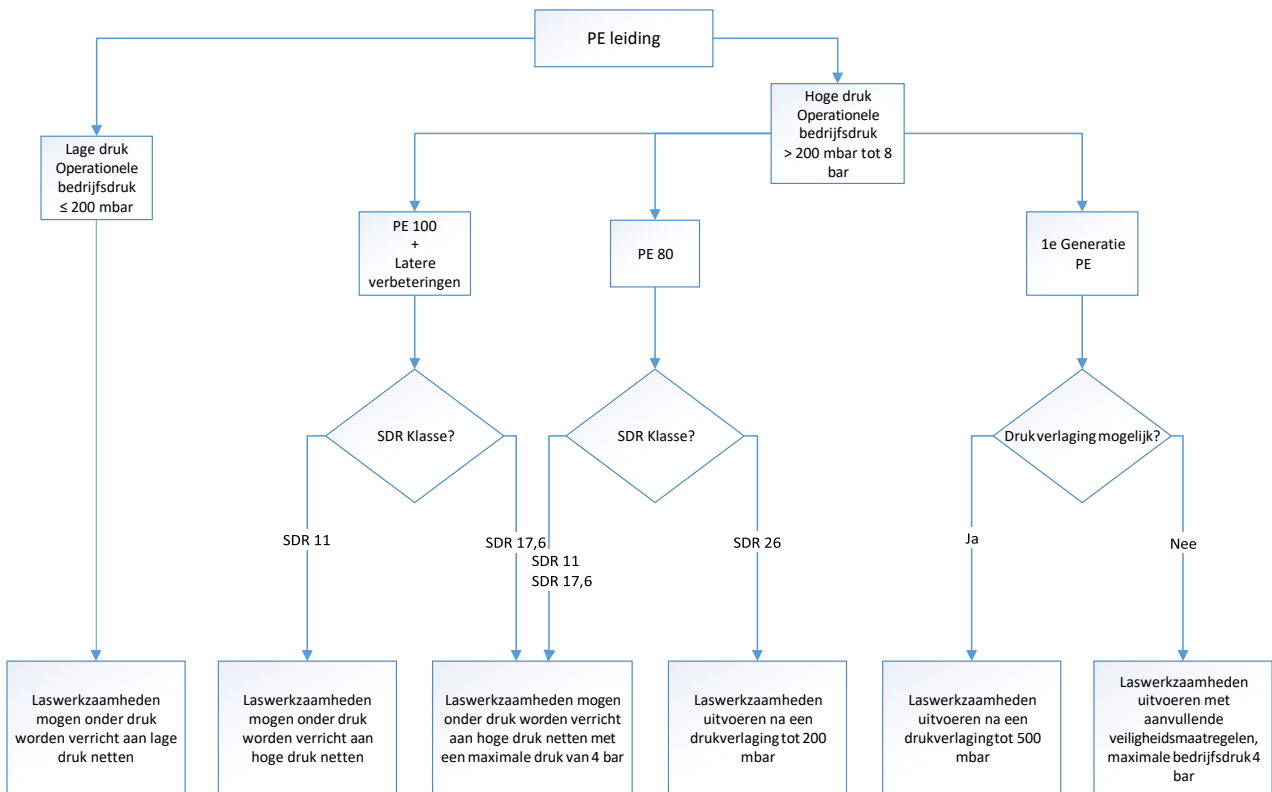 PE leiding
Hoge druk
Operationele
bedrijfsdruk
> 200 mbar tot 8
bar
Lage druk
Operationele
bedrijfsdruk
≤ 200 mbar
PE 100
+
Latere
verbeteringen
PE 80
1e Generatie
PE
SDR Klasse?
SDR Klasse?
Drukverlaging mogelijk?
SDR 11
SDR 17,6
SDR 11
SDR 17,6
SDR 26
Ja
Nee
Laswerkzaamheden
mogen onder druk
worden verricht aan lage
druk netten
Laswerkzaamheden
mogen onder druk
worden verricht aan
hoge druk netten
Laswerkzaamheden mogen
onder druk worden verricht
aan hoge druk netten met
een maximale druk van 4 bar
Laswerkzaamheden
uitvoeren na een
drukverlaging tot 200
mbar
Laswerkzaamheden
uitvoeren na een
drukverlaging tot 500
mbar
Laswerkzaamheden
uitvoeren met
aanvullende
veiligheidsmaatregelen,
maximale bedrijfsdruk 4
bar